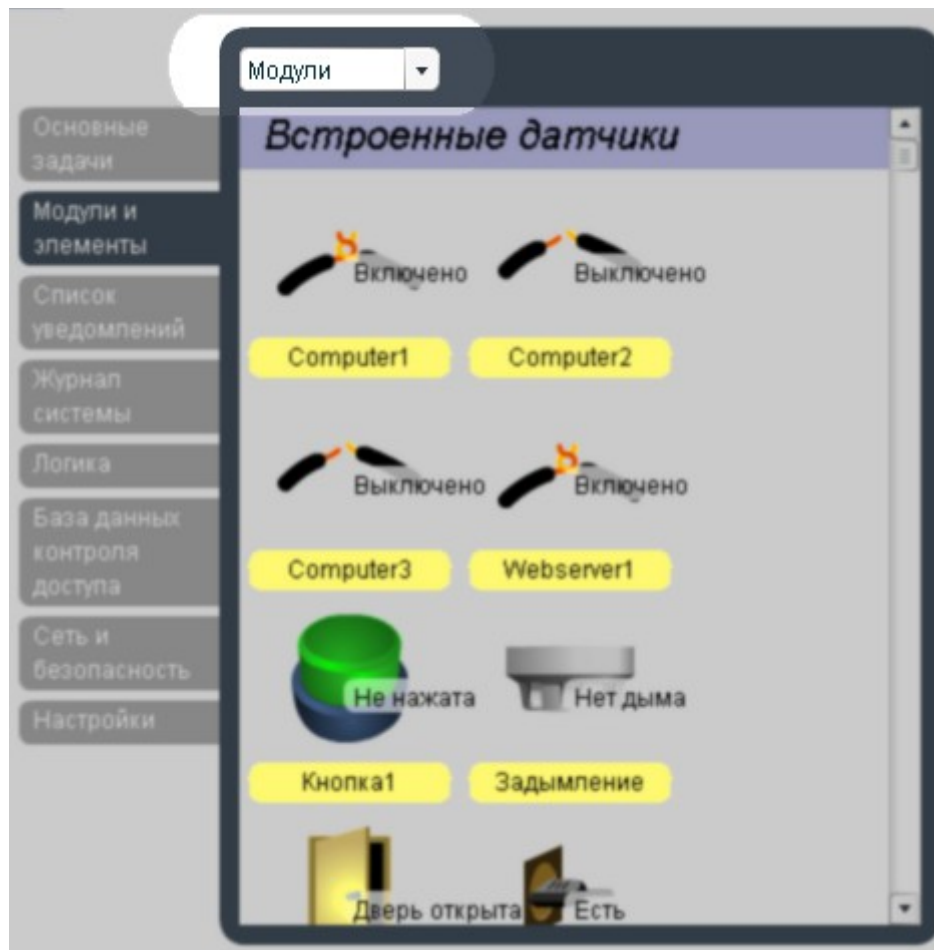 Модули
Основные
задачи
Модули и
элементы
Список
уведомлений
Журнал
системы
Логика
База данных
контроля
доступа
Сеть и
безопасность
Настройки
Встроенные датчики
Включено
Выключено
Computer1
Computer2
Выключено
Включено
Computer3
Webserver1
Не нажата
Нет дыма
Кнопка1
Задымление
Дверь открыта
Есть